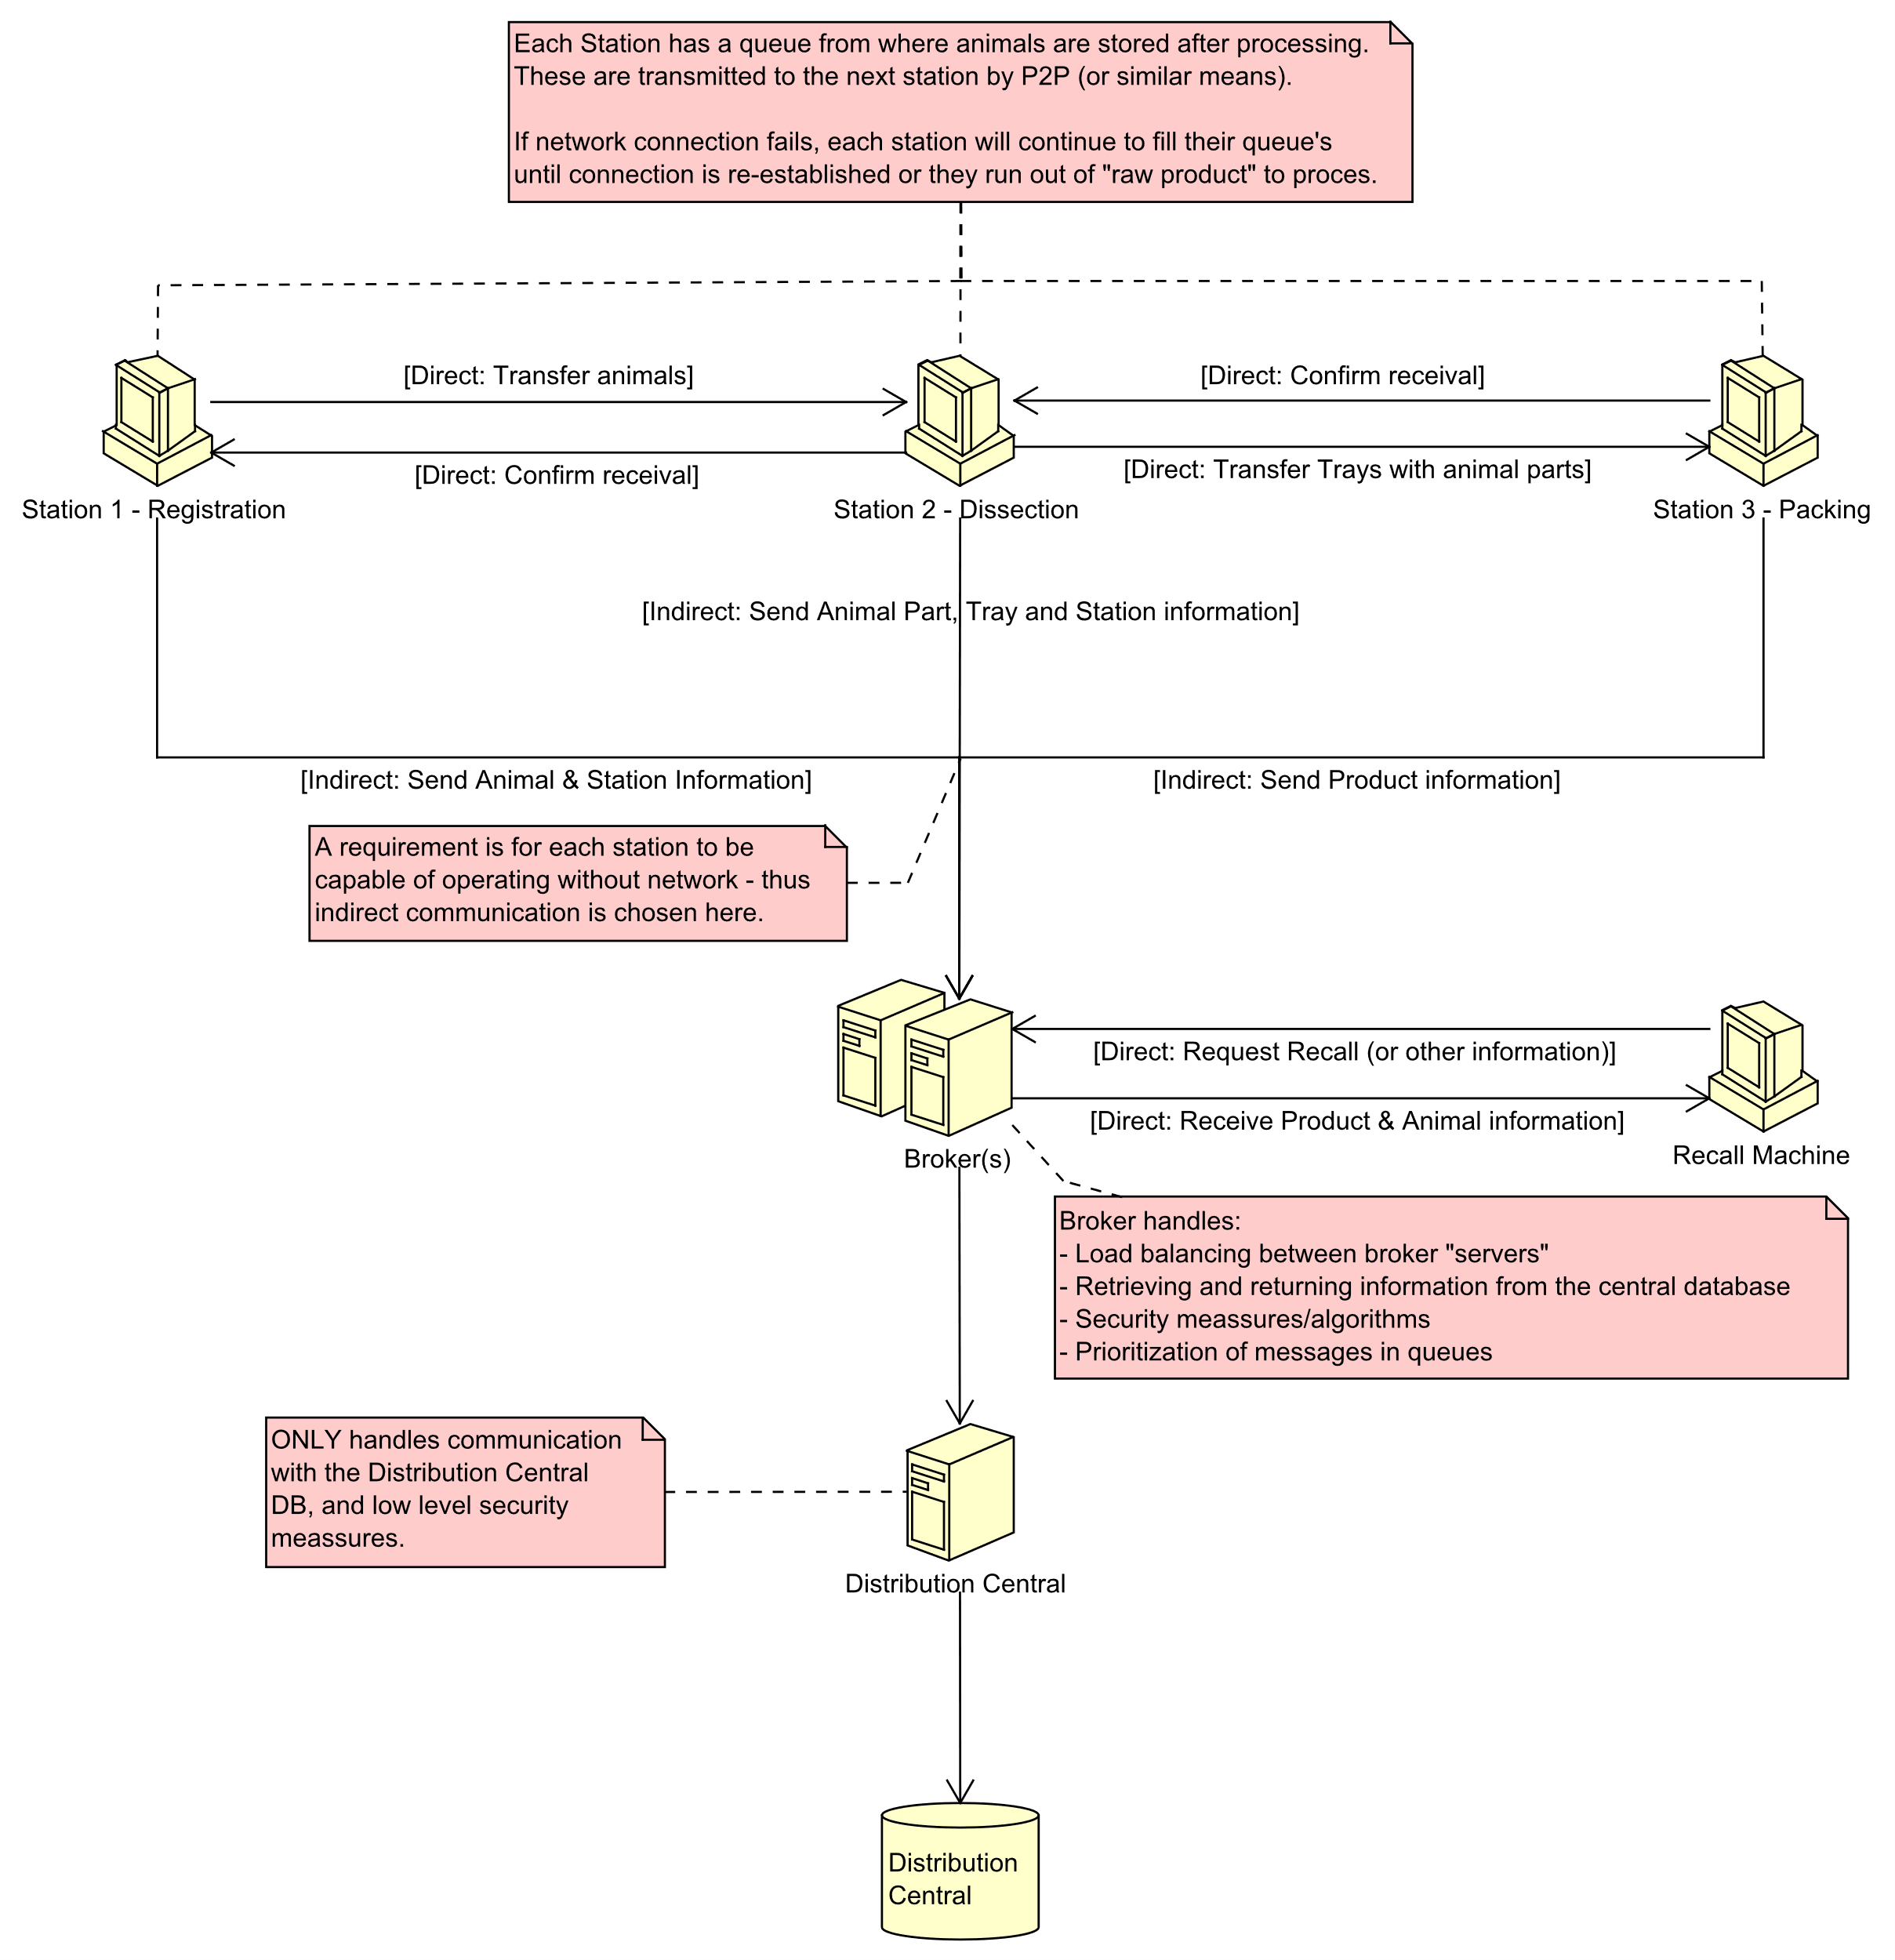 Each Station has a queue from where animals are stored after processing.
These are transmitted to the next station by P2P (or similar means).
If network connection fails, each station will continue to fill their queue's
until connection is re-established or they run out of "raw product" to proces.
[Direct: Transfer animals]
[Direct: Confirm receival]
[Direct: Confirm receival]
[Direct: Transfer Trays with animal parts]
Station 1 - Registration
Station 2 - Dissection
Station 3 - Packing
[Indirect: Send Animal Part, Tray and Station information]
[Indirect: Send Animal & Station Information]
[Indirect: Send Product information]
A requirement is for each station to be
capable of operating without network - thus
indirect communication is chosen here.
[Direct: Request Recall (or other information)]
[Direct: Receive Product & Animal information]
Broker(s)
Recall Machine
Broker handles:
- Load balancing between broker "servers"
- Retrieving and returning information from the central database
- Security meassures/algorithms
- Prioritization of messages in queues
ONLY handles communication
with the Distribution Central
DB, and low level security
meassures.
Distribution Central
Distribution
Central